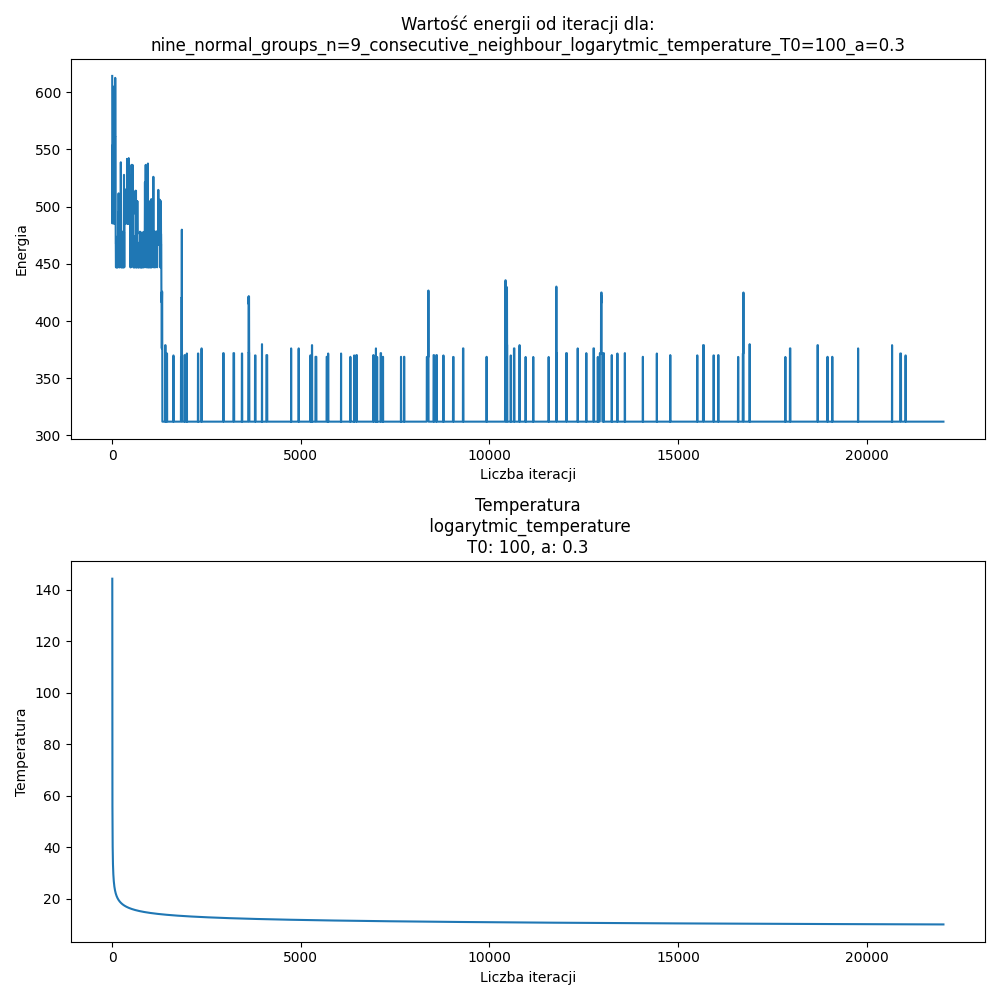 Wartość energii od iteracji dla:
nine_normal_groups_n=9_consecutive_neighbour_logarytmic_temperature_T0=100_a=0.3
600
550
500
450
400
350
300
Energia
0 5000 10000 15000 20000
Liczba iteracji
Temperatura
logarytmic_temperature
T0: 100, a: 0.3
140
120
100
80
60
40
20
Temperatura
0 5000 10000 15000 20000
Liczba iteracji